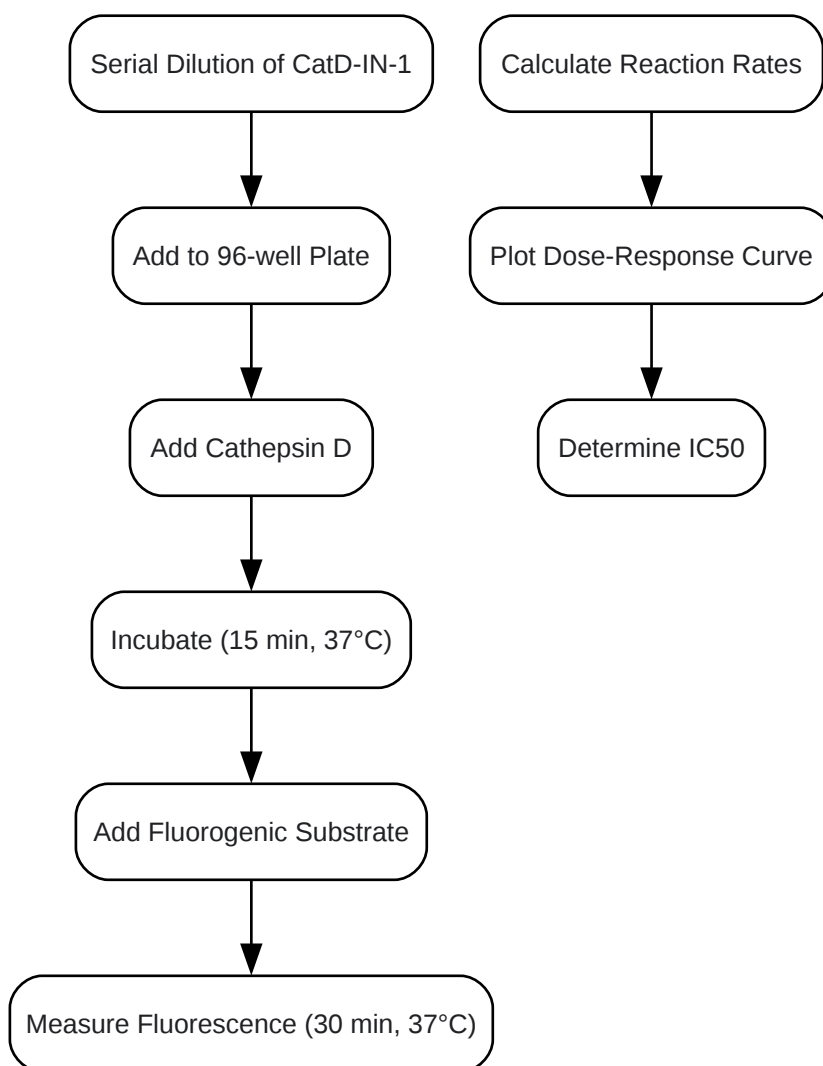 Serial Dilution of CatD-IN-1
Add to 96-well Plate
Add Cathepsin D
Incubate (15 min, 37°C)
Add Fluorogenic Substrate
Measure Fluorescence (30 min, 37°C)
Calculate Reaction Rates
Plot Dose-Response Curve
Determine IC50